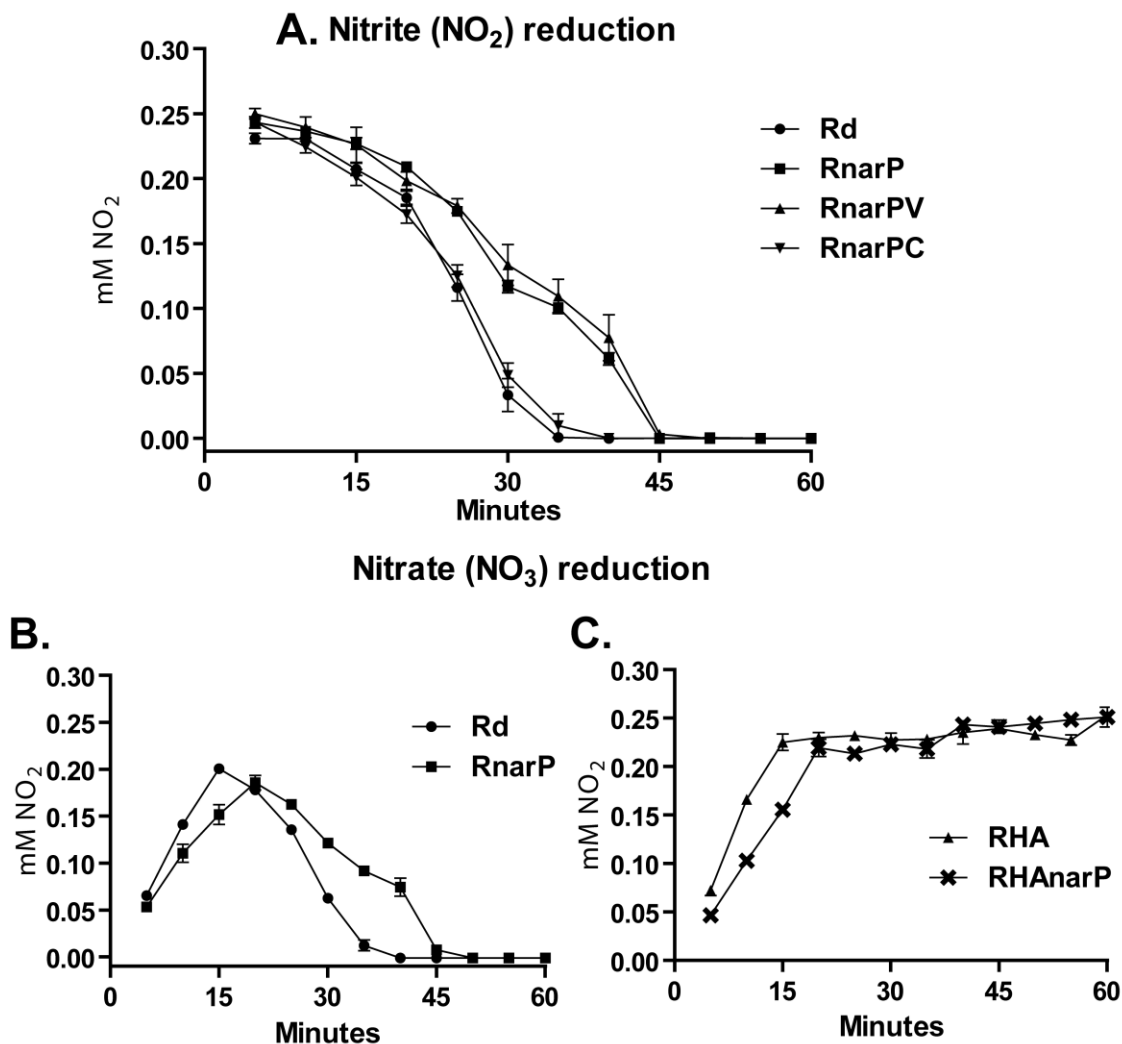 A. Nitrite (NO₂) reduction
0.30
0.25
0.20
0.15
0.10
0.05
0.00
mM NO₂
0 15 30 45 60
Minutes
Rd
RnarP
RnarPV
RnarPC
Nitrate (NO₃) reduction
B.
0.30
0.25
0.20
0.15
0.10
0.05
0.00
mM NO₂
0 15 30 45 60
Minutes
Rd
RnarP
C.
0.30
0.25
0.20
0.15
0.10
0.05
0.00
mM NO₂
0 15 30 45 60
Minutes
RHA
RHAnarP